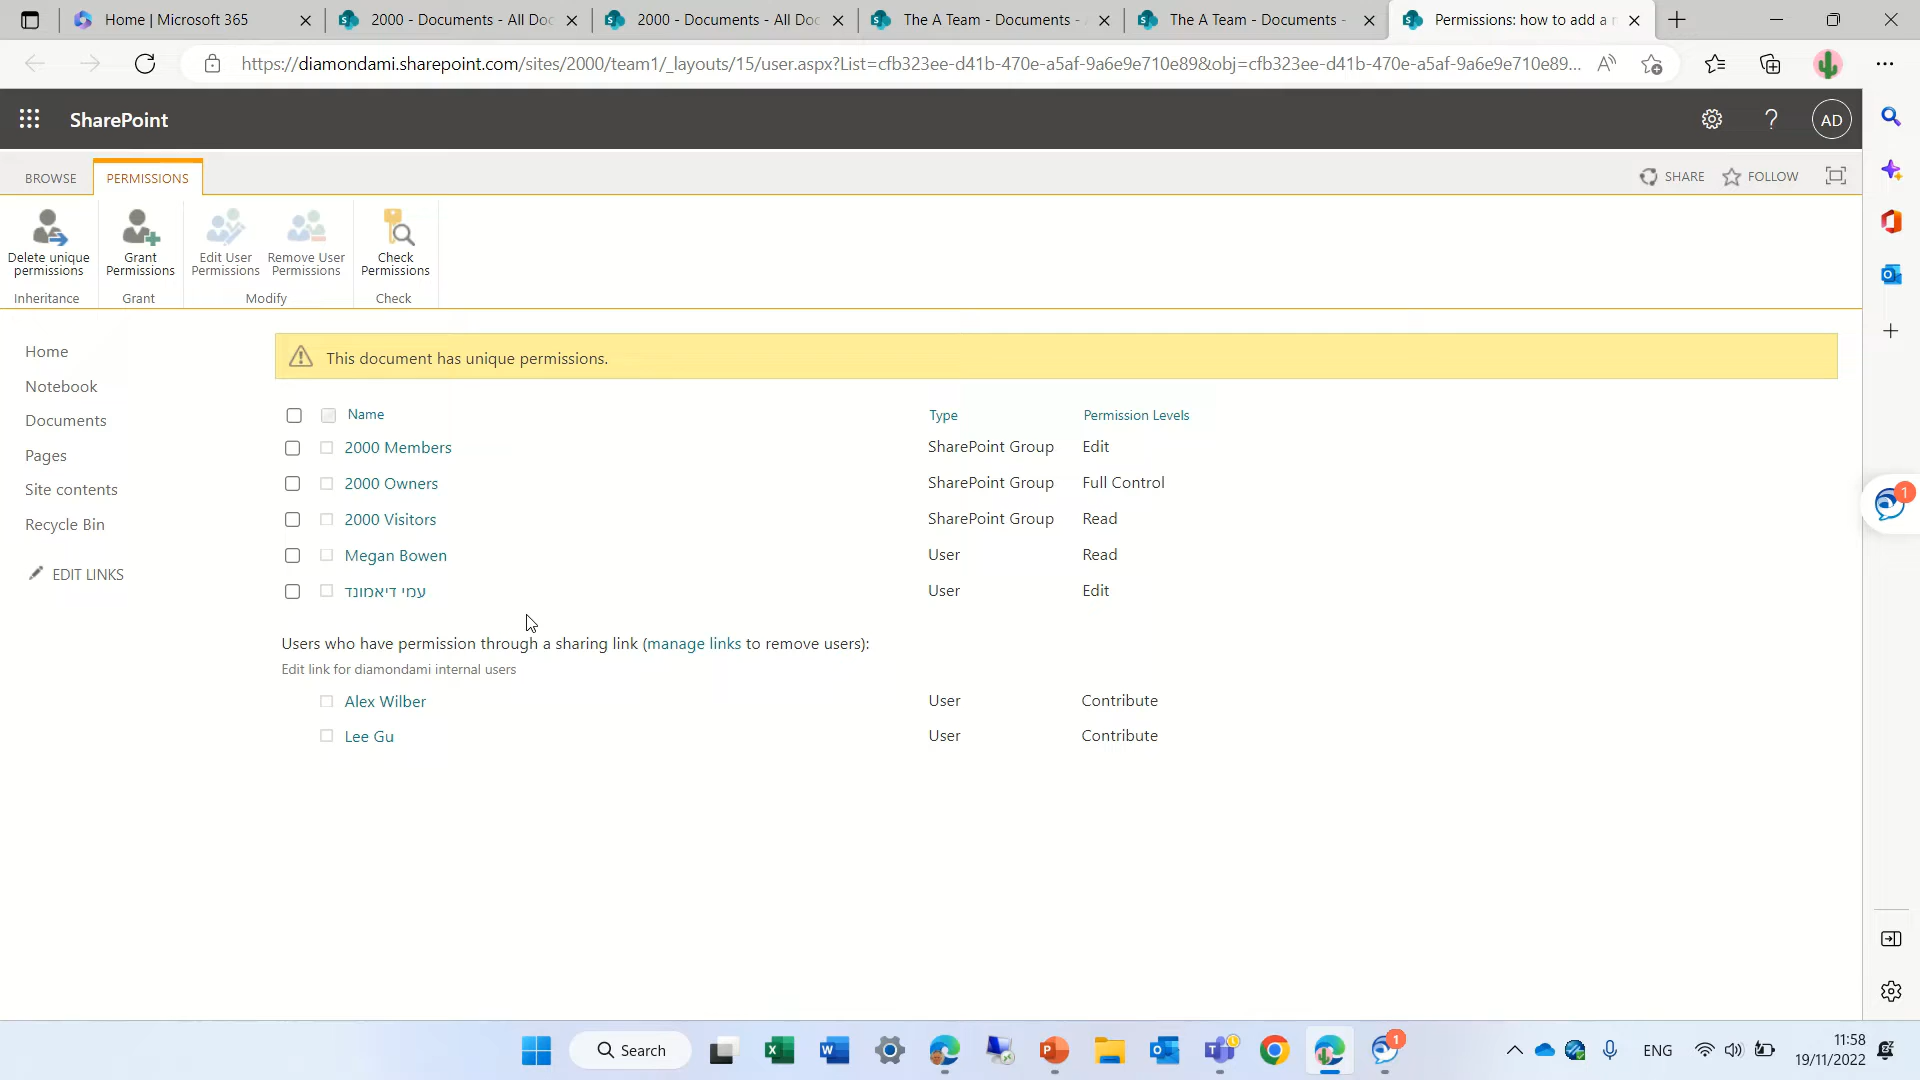 Home | Microsoft 365
2000 - Documents - All Doc
2000 - Documents - All Doc
The A Team - Documents -
The A Team - Documents -
Permissions: how to add a
https://diamondami.sharepoint.com/sites/2000/team1/_layouts/15/user.aspx?List=cfb323ee-d41b-470e-a5af-9a6e9e710e89&obj=cfb323ee-d41b-470e-a5af-9a6e9e710e89...
SharePoint
AD
BROWSE
PERMISSIONS
SHARE
FOLLOW
Delete unique
permissions
Grant
Permissions
Edit User
Permissions
Remove User
Permissions
Check
Permissions
Inheritance
Grant
Modify
Check
Home
Notebook
Documents
Pages
Site contents
Recycle Bin
EDIT LINKS
This document has unique permissions.
Name Type Permission Levels
2000 Members SharePoint Group Edit
2000 Owners SharePoint Group Full Control
2000 Visitors SharePoint Group Read
Megan Bowen User Read
עמי דיאמונד User Edit
Users who have permission through a sharing link (manage links to remove users):
Edit link for diamondami internal users
Alex Wilber User Contribute
Lee Gu User Contribute
1
Search
1
ENG
11:58
19/11/2022